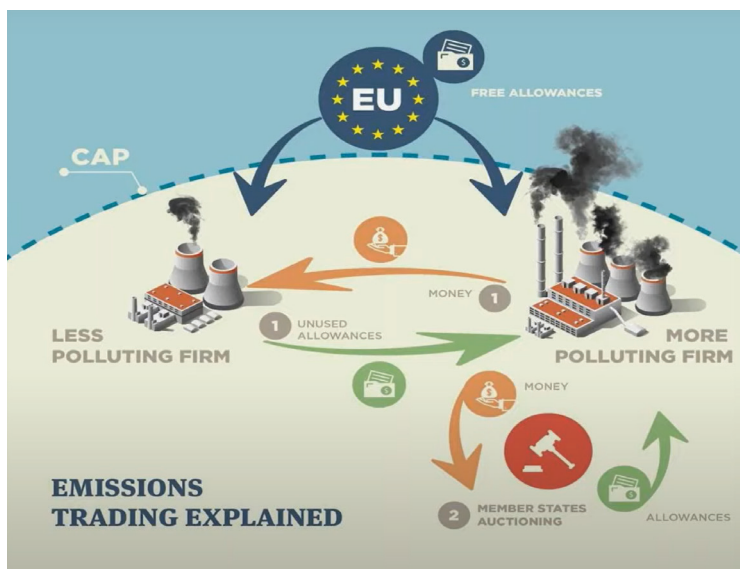 EU
FREE ALLOWANCES
CAP
MONEY 1
1 UNUSED
ALLOWANCES
LESS
POLLUTING FIRM
MORE
POLLUTING FIRM
MONEY
2 MEMBER STATES
AUCTIONING
ALLOWANCES
EMISSIONS
TRADING EXPLAINED